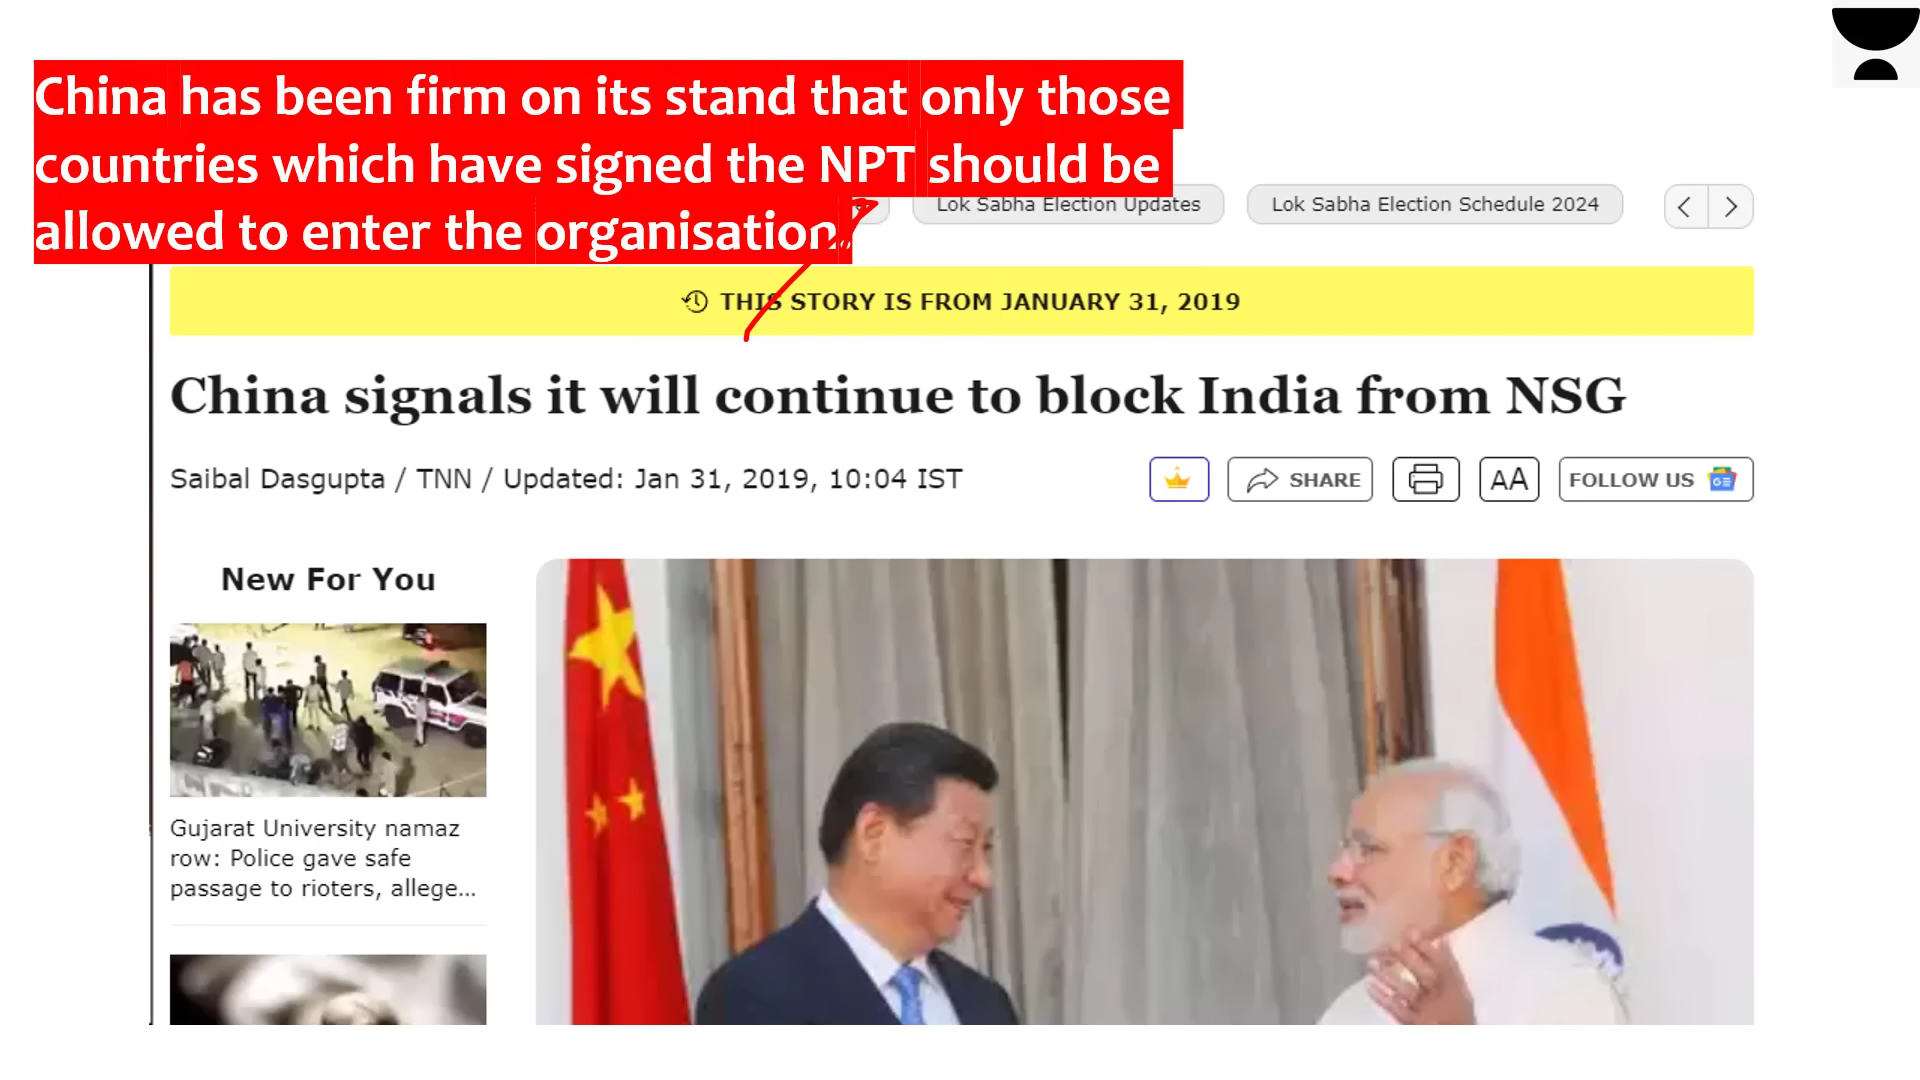 China has been firm on its stand that only those
countries which have signed the NPT should be
allowed to enter the organisation.
Lok Sabha Election Updates
Lok Sabha Election Schedule 2024
THIS STORY IS FROM JANUARY 31, 2019
China signals it will continue to block India from NSG
Saibal Dasgupta / TNN / Updated: Jan 31, 2019, 10:04 IST
SHARE
AA
FOLLOW US
GE
New For You
Gujarat University namaz
row: Police gave safe
passage to rioters, allege...